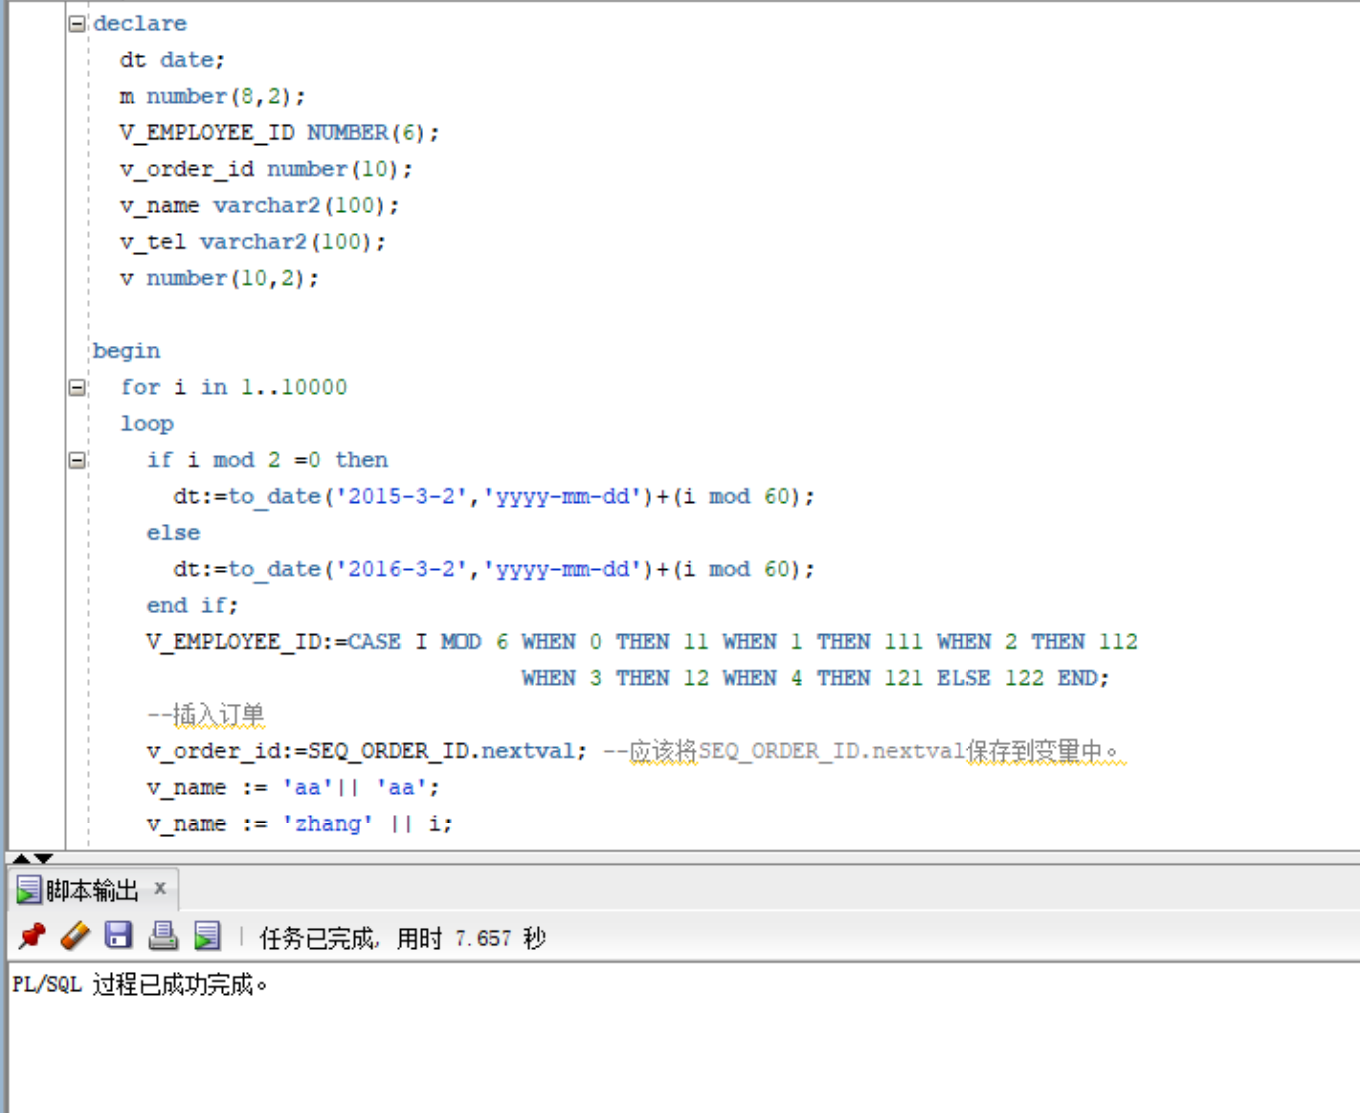 declare
dt date;
m number(8,2);
V_EMPLOYEE_ID NUMBER(6);
v_order_id number(10);
v_name varchar2(100);
v_tel varchar2(100);
v number(10,2);
begin
for i in 1..10000
loop
if i mod 2 =0 then
dt:=to_date('2015-3-2','yyyy-mm-dd')+(i mod 60);
else
dt:=to_date('2016-3-2','yyyy-mm-dd')+(i mod 60);
end if;
V_EMPLOYEE_ID:=CASE I MOD 6 WHEN 0 THEN 11 WHEN 1 THEN 111 WHEN 2 THEN 112
WHEN 3 THEN 12 WHEN 4 THEN 121 ELSE 122 END;
--插入订单
v_order_id:=SEQ_ORDER_ID.nextval; --应该将SEQ_ORDER_ID.nextval保存到变量中。
v_name := 'aa'|| 'aa';
v_name := 'zhang' || i;
脚本输出 x
任务已完成, 用时 7.657 秒
PL/SQL 过程已成功完成。